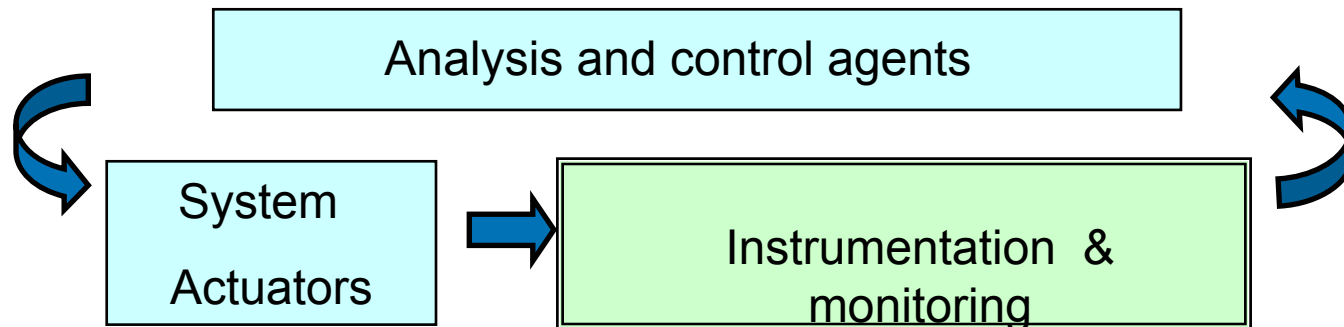 Analysis and control agents
System
Actuators
Instrumentation &
monitoring